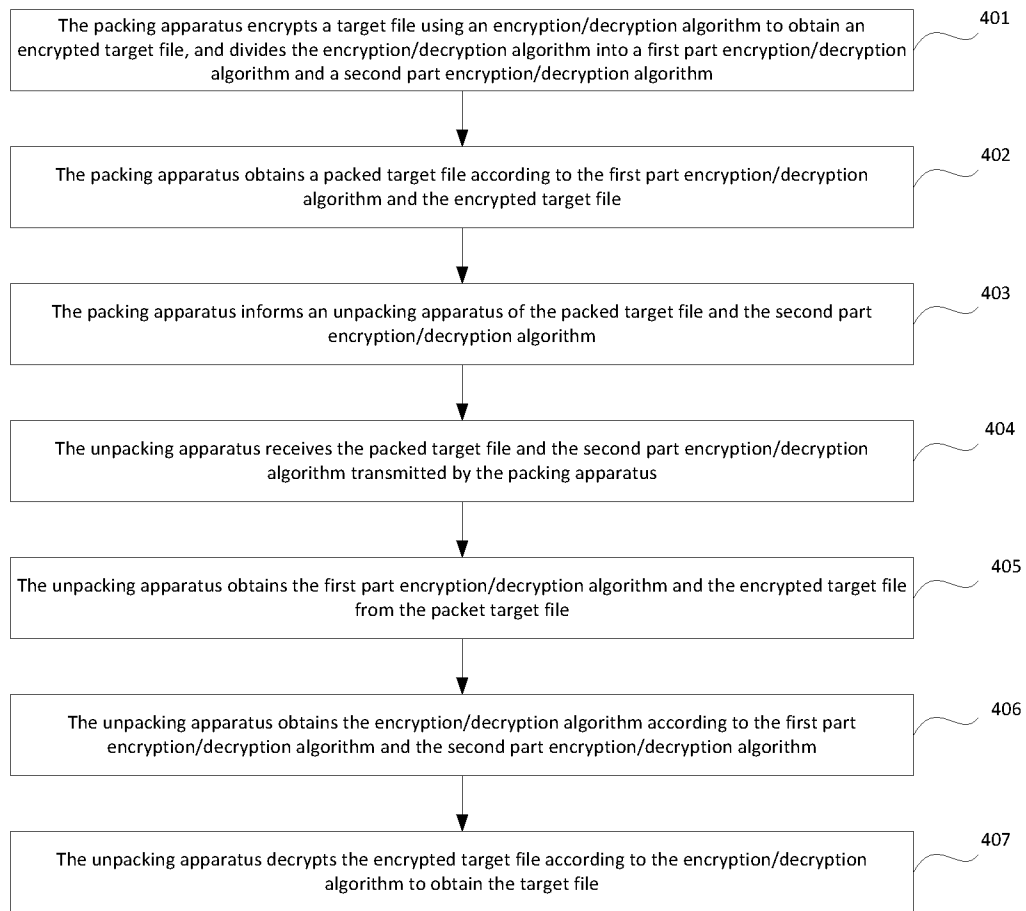 The packing apparatus encrypts a target file using an encryption/decryption algorithm to obtain an
encrypted target file, and divides the encryption/decryption algorithm into a first part encryption/decryption
algorithm and a second part encryption/decryption algorithm
401
The packing apparatus obtains a packed target file according to the first part encryption/decryption
algorithm and the encrypted target file
402
The packing apparatus informs an unpacking apparatus of the packed target file and the second part
encryption/decryption algorithm
403
The unpacking apparatus receives the packed target file and the second part encryption/decryption
algorithm transmitted by the packing apparatus
404
The unpacking apparatus obtains the first part encryption/decryption algorithm and the encrypted target file
from the packet target file
405
The unpacking apparatus obtains the encryption/decryption algorithm according to the first part
encryption/decryption algorithm and the second part encryption/decryption algorithm
406
The unpacking apparatus decrypts the encrypted target file according to the encryption/decryption
algorithm to obtain the target file
407